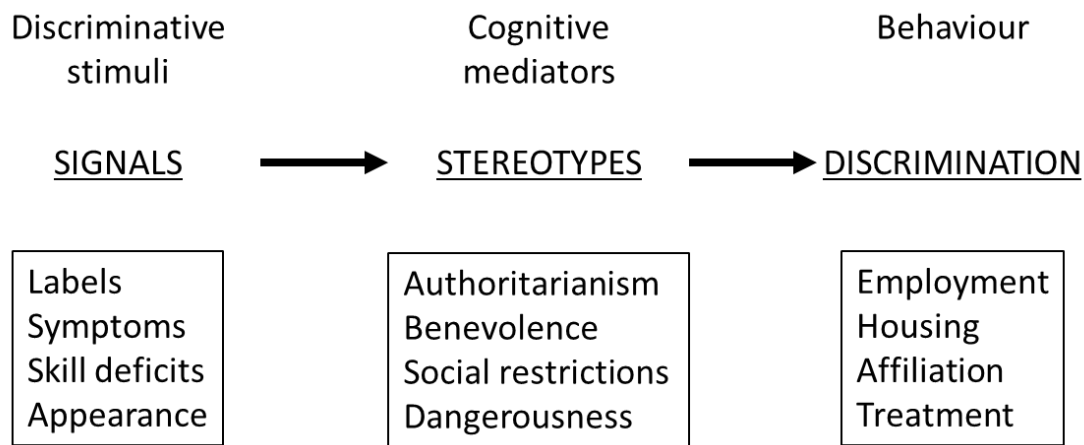 Discriminative
stimuli
Cognitive
mediators
Behaviour
SIGNALS
STEREOTYPES
DISCRIMINATION
Labels
Symptoms
Skill deficits
Appearance
Authoritarianism
Benevolence
Social restrictions
Dangerousness
Employment
Housing
Affiliation
Treatment